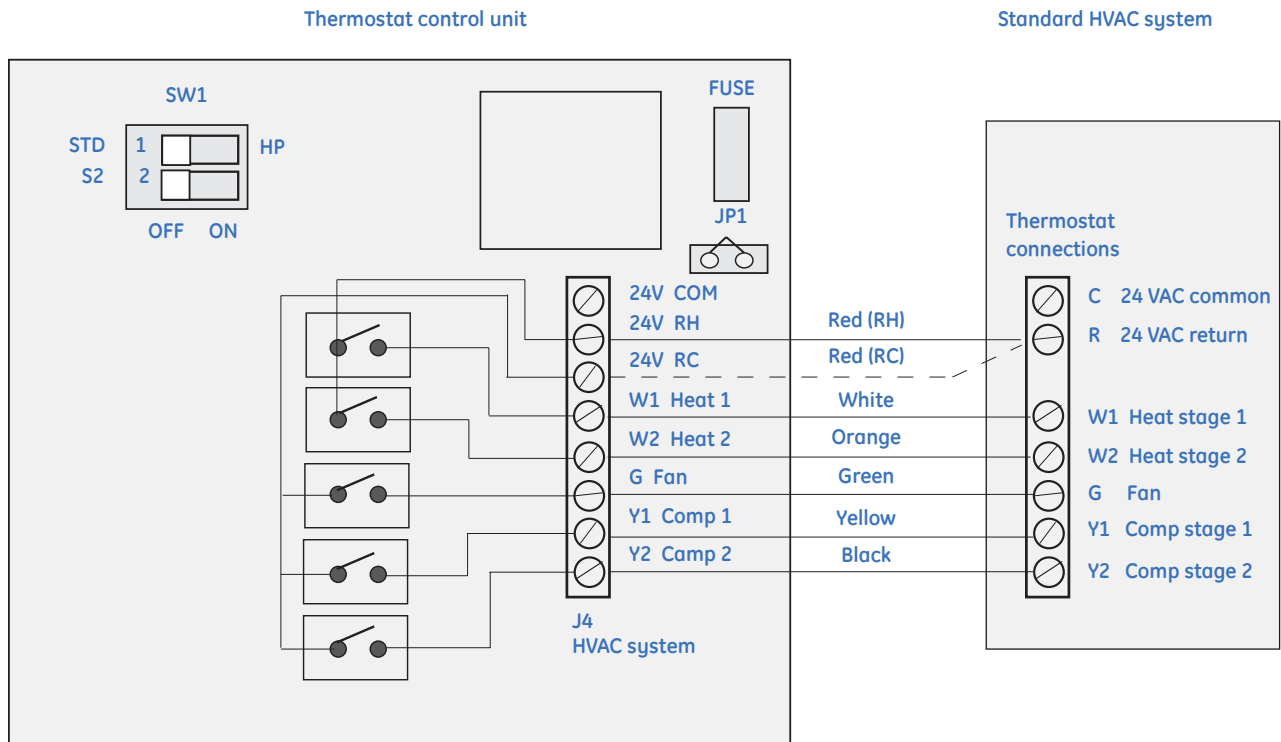 Thermostat control unit
Standard HVAC system
SW1
STD 1 HP
S2 2
OFF ON
FUSE
JP1
24V COM
24V RH
24V RC
W1 Heat 1
W2 Heat 2
G Fan
Y1 Comp 1
Y2 Camp 2
J4
HVAC system
Red (RH)
Red (RC)
White
Orange
Green
Yellow
Black
Thermostat
connections
C 24 VAC common
R 24 VAC return
W1 Heat stage 1
W2 Heat stage 2
G Fan
Y1 Comp stage 1
Y2 Comp stage 2